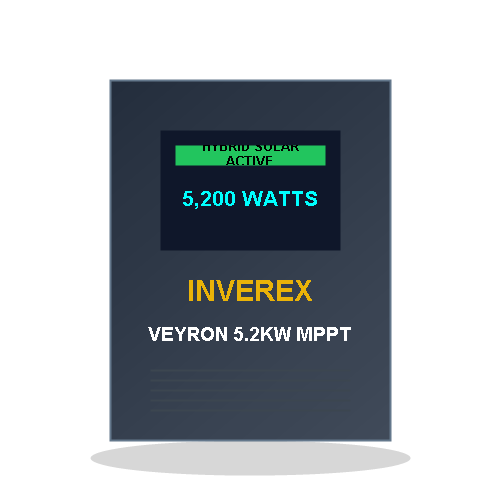 HYBRID SOLAR
ACTIVE
5,200 WATTS
INVEREX
VEYRON 5.2KW MPPT